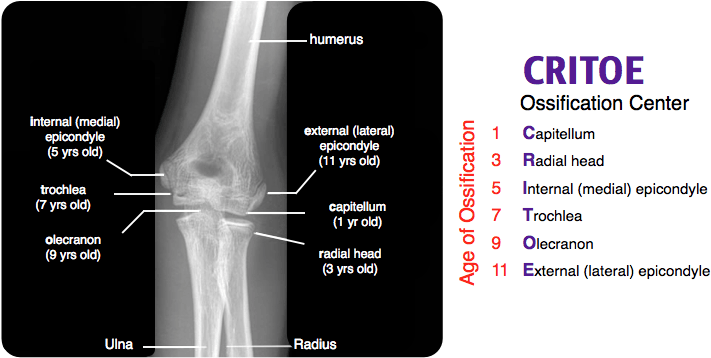 humerus
internal (medial)
epicondyle
(5 yrs old)
external (lateral)
epicondyle
(11 yrs old)
trochlea
(7 yrs old)
capitellum
(1 yr old)
olecranon
(9 yrs old)
radial head
(3 yrs old)
Ulna
Radius
CRITOE
Ossification Center
Age of Ossification
1 Capitellum
3 Radial head
5 Internal (medial) epicondyle
7 Trochlea
9 Olecranon
11 External (lateral) epicondyle